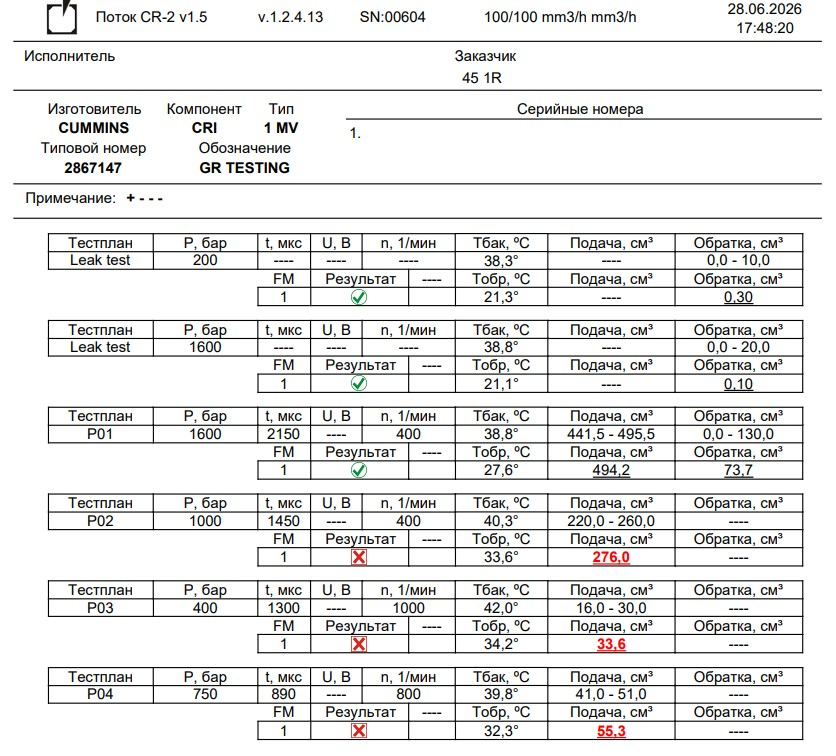 Поток CR-2 v1.5 v.1.2.4.13 SN:00604 100/100 mm3/h mm3/h 28.06.2026
17:48:20
Исполнитель Заказчик
45 1R
Изготовитель Компонент Тип Серийные номера
CUMMINS CRI 1 MV 1.
Типовой номер Обозначение
2867147 GR TESTING
Примечание: + - - -
Тестплан P, бар t, мкс U, В n, 1/мин Тбак, ºC Подача, см³ Обратка, см³
Leak test 200 ---- ---- ---- 38,3° ---- 0,0 - 10,0
FM Результат ---- Тобр, ºC Подача, см³ Обратка, см³
1 21,3° ---- 0,30
Тестплан P, бар t, мкс U, В n, 1/мин Тбак, ºC Подача, см³ Обратка, см³
Leak test 1600 ---- ---- ---- 38,8° ---- 0,0 - 20,0
FM Результат ---- Тобр, ºC Подача, см³ Обратка, см³
1 21,1° ---- 0,10
Тестплан P, бар t, мкс U, В n, 1/мин Тбак, ºC Подача, см³ Обратка, см³
P01 1600 2150 ---- 400 38,8° 441,5 - 495,5 0,0 - 130,0
FM Результат ---- Тобр, ºC Подача, см³ Обратка, см³
1 27,6° 494,2 73,7
Тестплан P, бар t, мкс U, В n, 1/мин Тбак, ºC Подача, см³ Обратка, см³
P02 1000 1450 ---- 400 40,3° 220,0 - 260,0 ----
FM Результат ---- Тобр, ºC Подача, см³ Обратка, см³
1 33,6° 276,0 ----
Тестплан P, бар t, мкс U, В n, 1/мин Тбак, ºC Подача, см³ Обратка, см³
P03 400 1300 ---- 1000 42,0° 16,0 - 30,0 ----
FM Результат ---- Тобр, ºC Подача, см³ Обратка, см³
1 34,2° 33,6 ----
Тестплан P, бар t, мкс U, В n, 1/мин Тбак, ºC Подача, см³ Обратка, см³
P04 750 890 ---- 800 39,8° 41,0 - 51,0 ----
FM Результат ---- Тобр, ºC Подача, см³ Обратка, см³
1 32,3° 55,3 ----